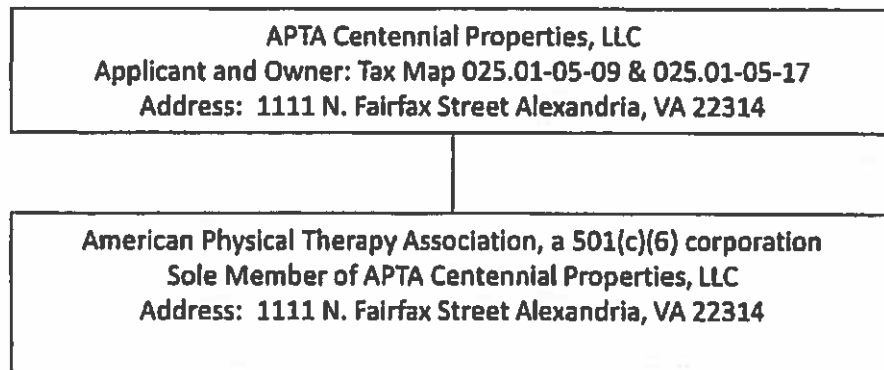 APTA Centennial Properties, LLC
Applicant and Owner: Tax Map 025.01-05-09 & 025.01-05-17
Address: 1111 N. Fairfax Street Alexandria, VA 22314
American Physical Therapy Association, a 501(c)(6) corporation
Sole Member of APTA Centennial Properties, LLC
Address: 1111 N. Fairfax Street Alexandria, VA 22314